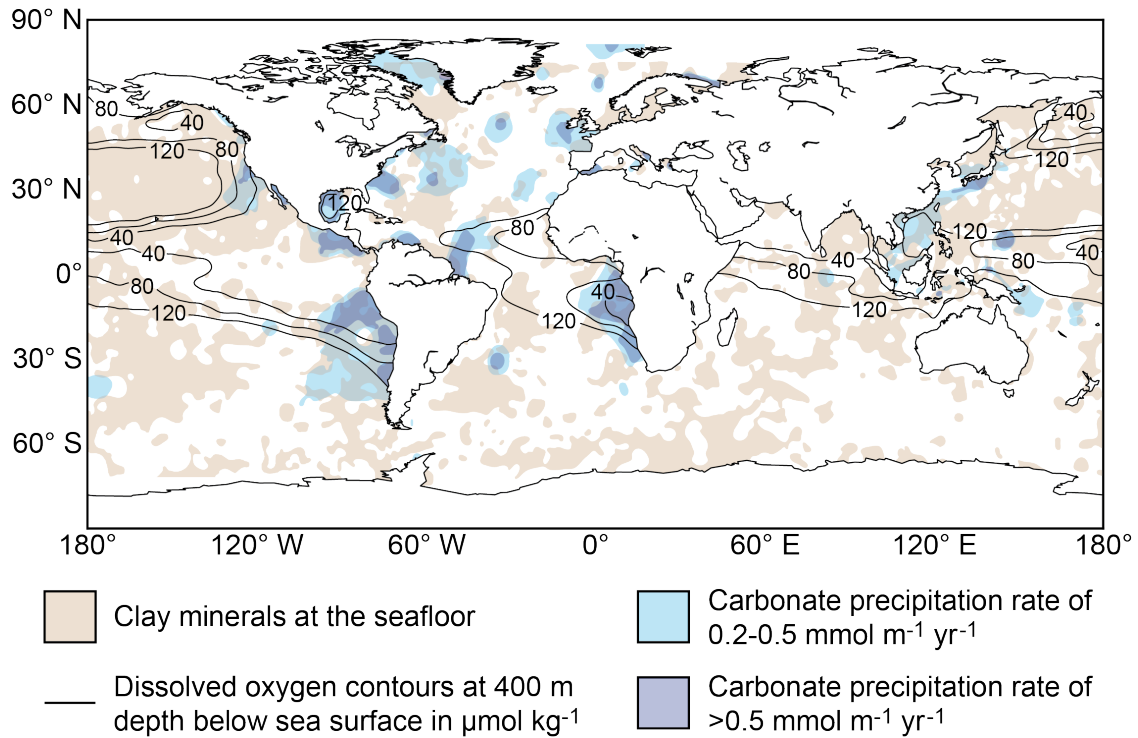 90° N
60° N
30° N
0°
30° S
60° S
80
40
120
80
40
40
80
120
120
80
40
120
80
40
120
40
120
120
80
40
180°
120° W
60° W
0°
60° E
120° E
180°
Clay minerals at the seafloor
Dissolved oxygen contours at 400 m
depth below sea surface in µmol kg⁻¹
Carbonate precipitation rate of
0.2-0.5 mmol m⁻¹ yr⁻¹
Carbonate precipitation rate of
>0.5 mmol m⁻¹ yr⁻¹